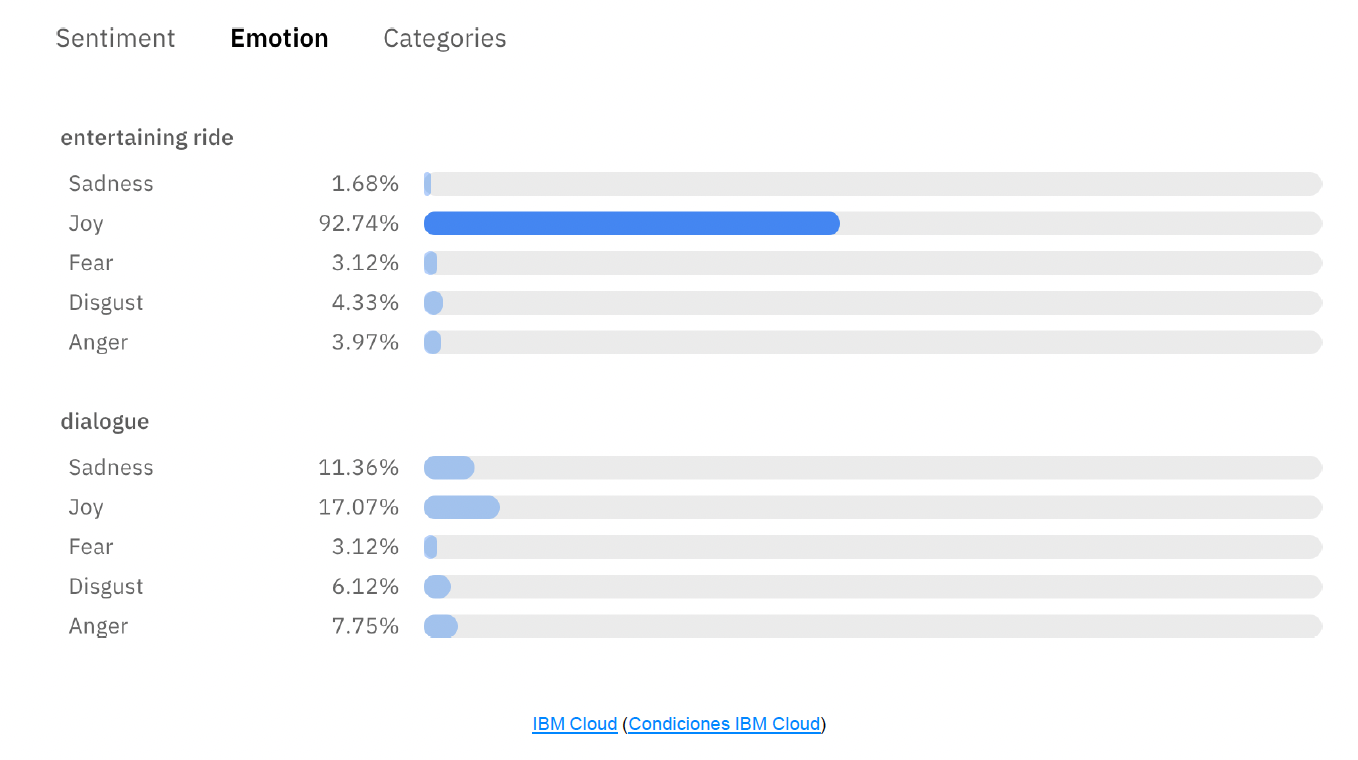 Sentiment Emotion Categories
entertaining ride
Sadness 1.68%
Joy 92.74%
Fear 3.12%
Disgust 4.33%
Anger 3.97%
dialogue
Sadness 11.36%
Joy 17.07%
Fear 3.12%
Disgust 6.12%
Anger 7.75%
IBM Cloud (Condiciones IBM Cloud)